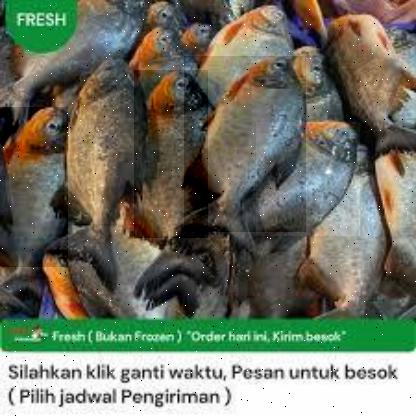 FRESH
Fresh ( Bukan Frozen ) "Order hari ini, Kirim besok"
Silahkan klik ganti waktu, Pesan untuk besok
( Pilih jadwal Pengiriman )